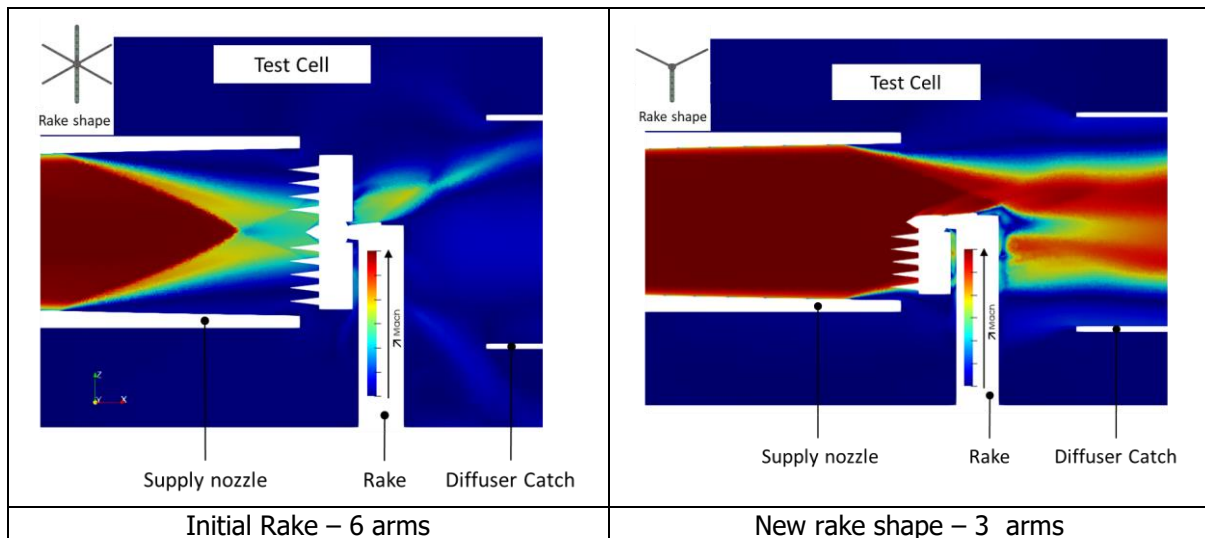 Test Cell
Rake shape
↗ Mach
Z
Y
X
Supply nozzle
Rake
Diffuser Catch
Initial Rake – 6 arms
Test Cell
Rake shape
↗ Mach
Supply nozzle
Rake
Diffuser Catch
New rake shape – 3 arms